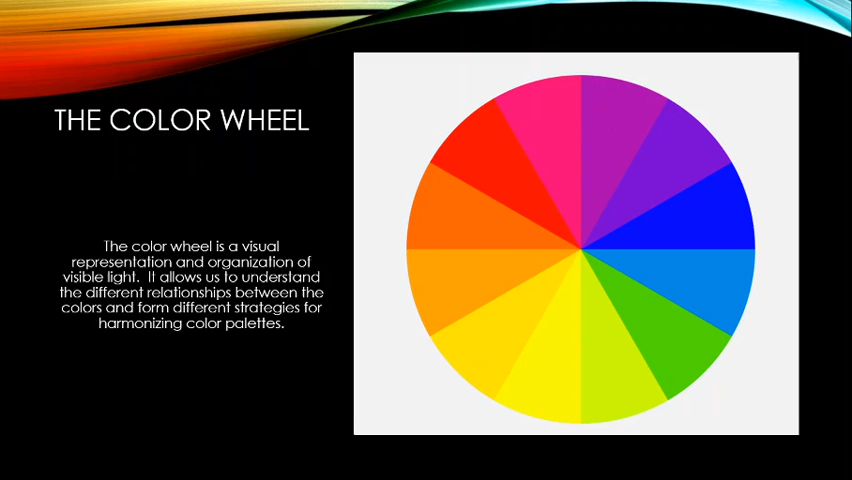 THE COLOR WHEEL
The color wheel is a visual
representation and organization of
visible light.  It allows us to understand
the different relationships between the
colors and form different strategies for
harmonizing color palettes.